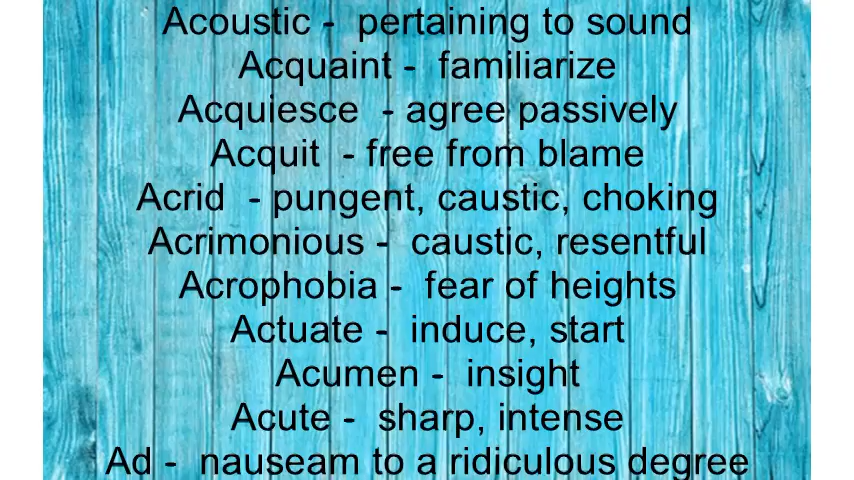 Acoustic - pertaining to sound
Acquaint - familiarize
Acquiesce - agree passively
Acquit - free from blame
Acrid - pungent, caustic, choking
Acrimonious - caustic, resentful
Acrophobia - fear of heights
Actuate - induce, start
Acumen - insight
Acute - sharp, intense
Ad - nauseam to a ridiculous degree